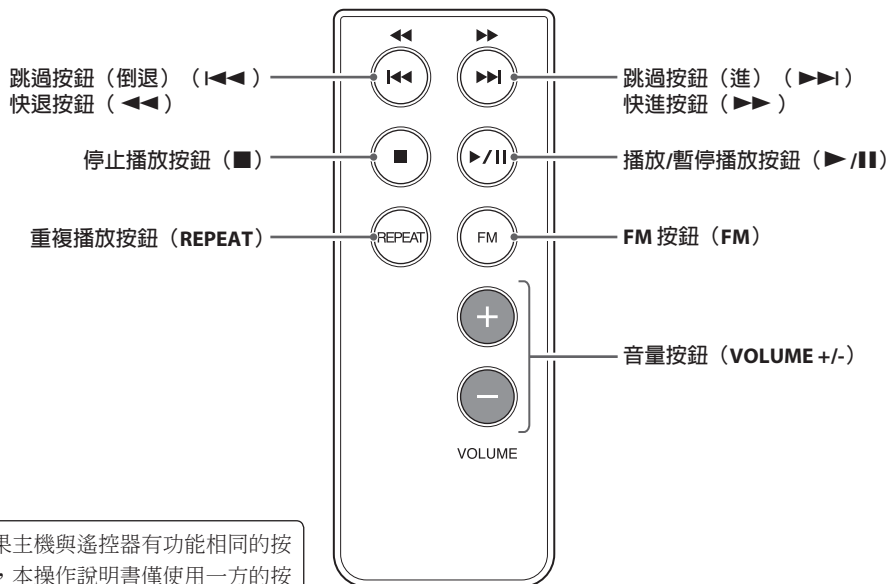 跳過按鈕（倒退）（I◀◀）
快退按鈕（◀◀）
停止播放按鈕（■）
重複播放按鈕（REPEAT）
◀◀ ▶▶
I◀◀ ▶▶I
■ ▶/II
REPEAT FM
+
−
VOLUME
跳過按鈕（進）（▶▶I）
快進按鈕（▶▶）
播放/暫停播放按鈕（▶/II）
FM 按鈕（FM）
音量按鈕（VOLUME +/-）
果主機與遙控器有功能相同的按
，本操作說明書僅使用一方的按